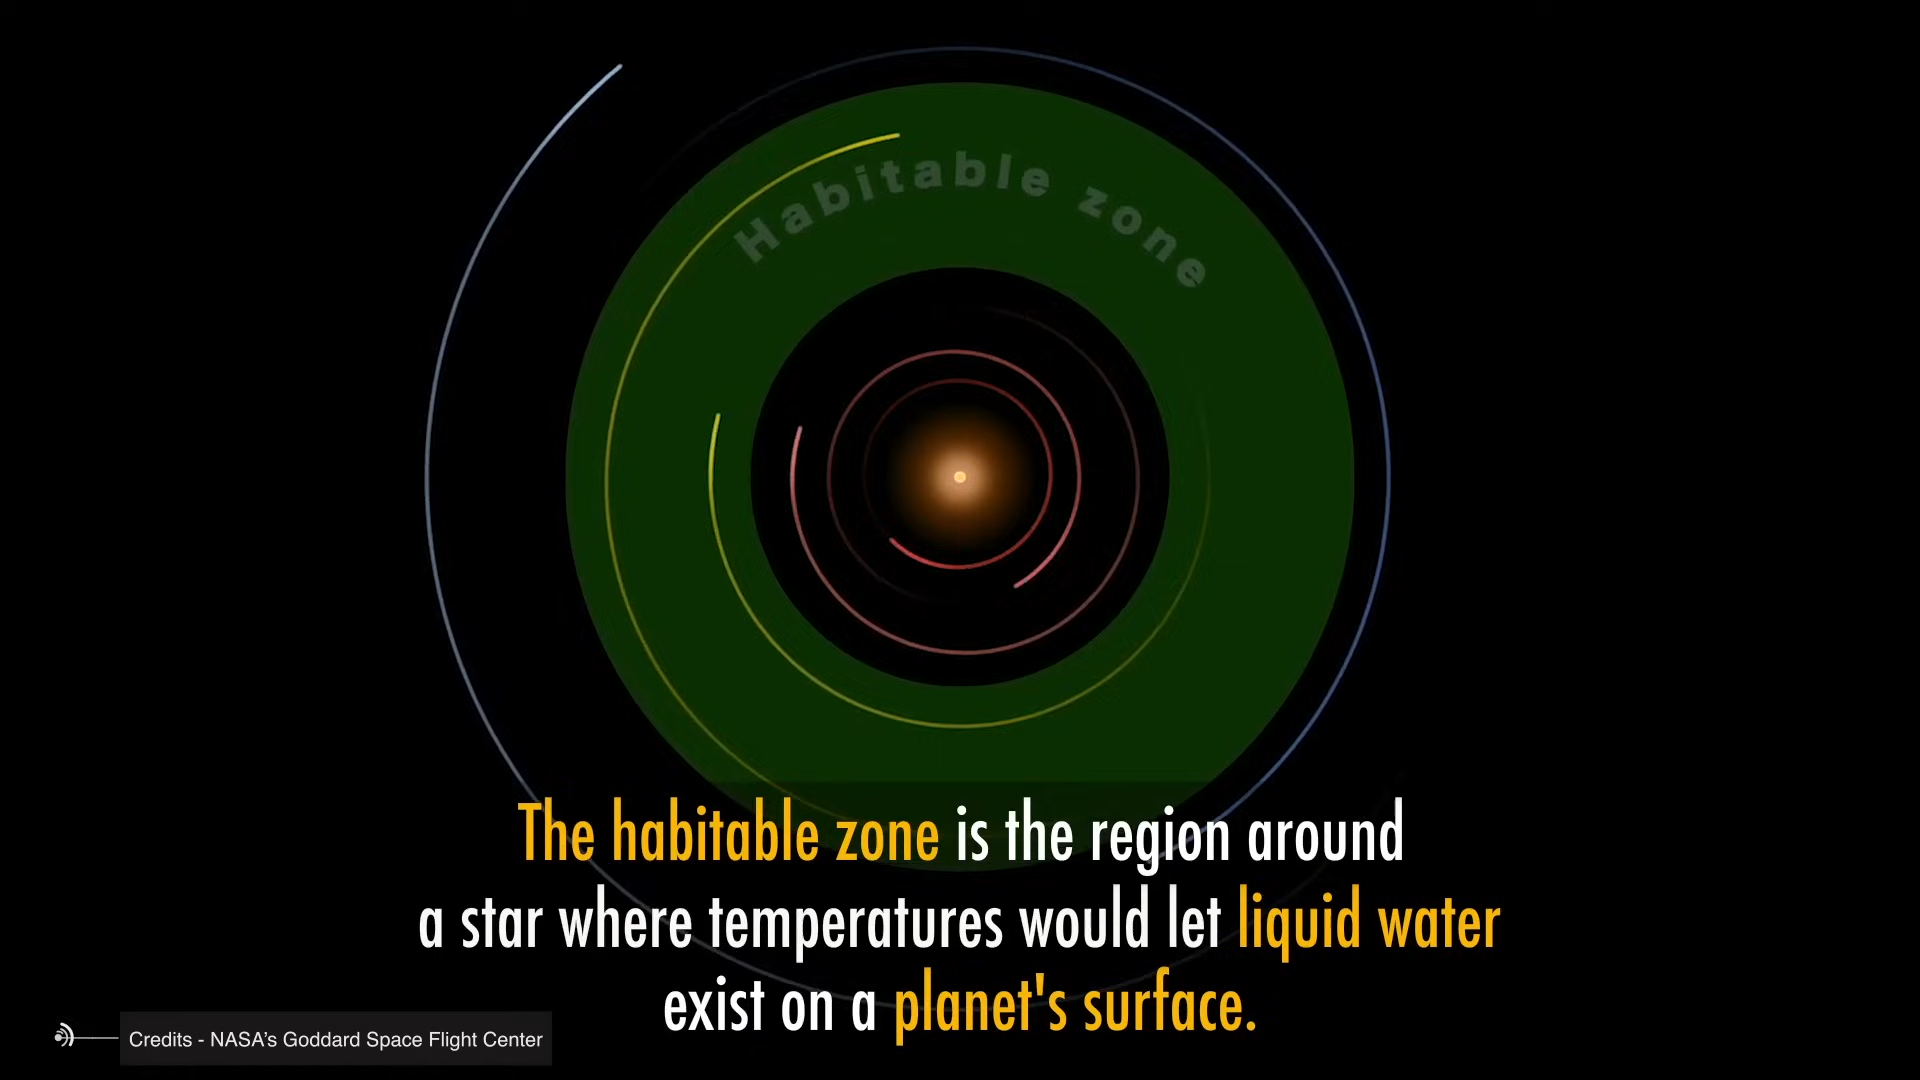 Habitable zone
The habitable zone is the region around
a star where temperatures would let liquid water
exist on a planet's surface.
Credits - NASA’s Goddard Space Flight Center